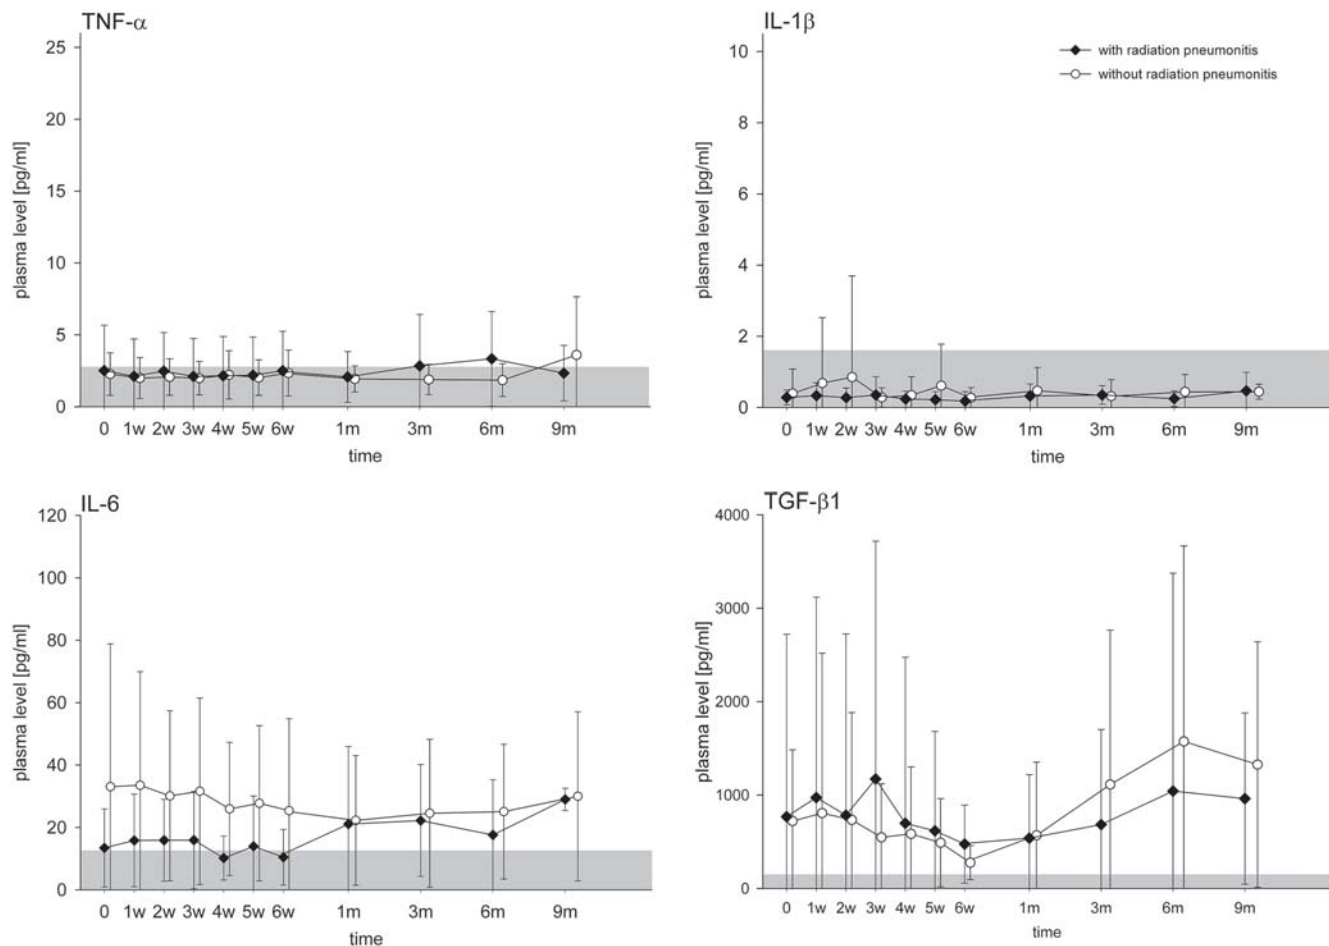 TNF-α
25
20
15
10
5
0
plasma level [pg/ml]
0 1w 2w 3w 4w 5w 6w 1m 3m 6m 9m
time
IL-1β
with radiation pneumonitis
without radiation pneumonitis
10
8
6
4
2
0
plasma level [pg/ml]
0 1w 2w 3w 4w 5w 6w 1m 3m 6m 9m
time
IL-6
120
100
80
60
40
20
0
plasma level [pg/ml]
0 1w 2w 3w 4w 5w 6w 1m 3m 6m 9m
time
TGF-β1
4000
3000
2000
1000
0
plasma level [pg/ml]
0 1w 2w 3w 4w 5w 6w 1m 3m 6m 9m
time